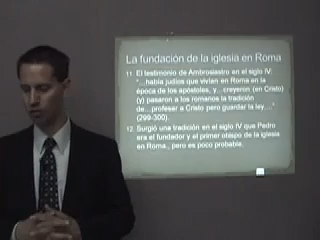 La fundación de la iglesia en Roma
11. El testimonio de Ambrosiastro en el siglo IV:
"...había judíos que vivían en Roma en la
época de los apóstoles, y...creyeron (en Cristo)
(y) pasaron a los romanos la tradición
de...profesar a Cristo pero guardar la ley...."
(299-300).
12. Surgió una tradición en el siglo IV que Pedro
era el fundador y el primer obispo de la iglesia
en Roma., pero es poco probable.